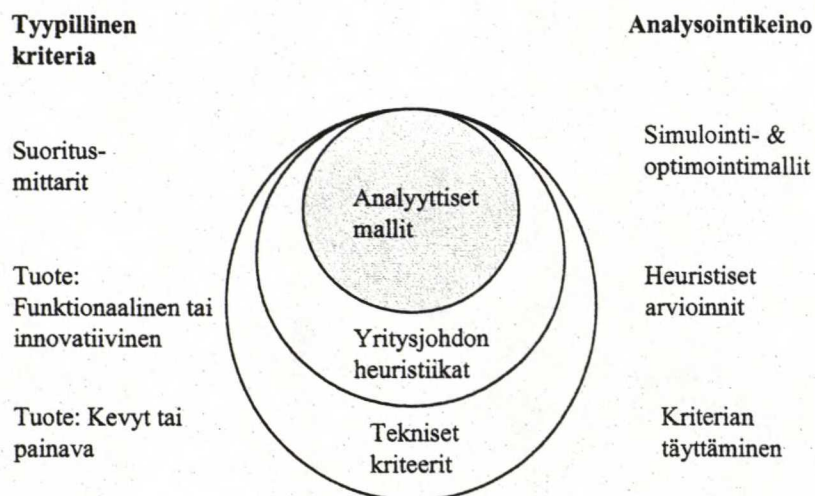 Tyypillinen
kriteria
Analysointikeino
Suoritus-
mittarit
Analyyttiset
mallit
Simulointi- &
optimointimallit
Tuote:
Funktionaalinen tai
innovatiivinen
Yritysjohdon
heuristiikat
Heuristiset
arvioinnit
Tuote: Kevyt tai
painava
Tekniset
kriteerit
Kriterian
täyttäminen